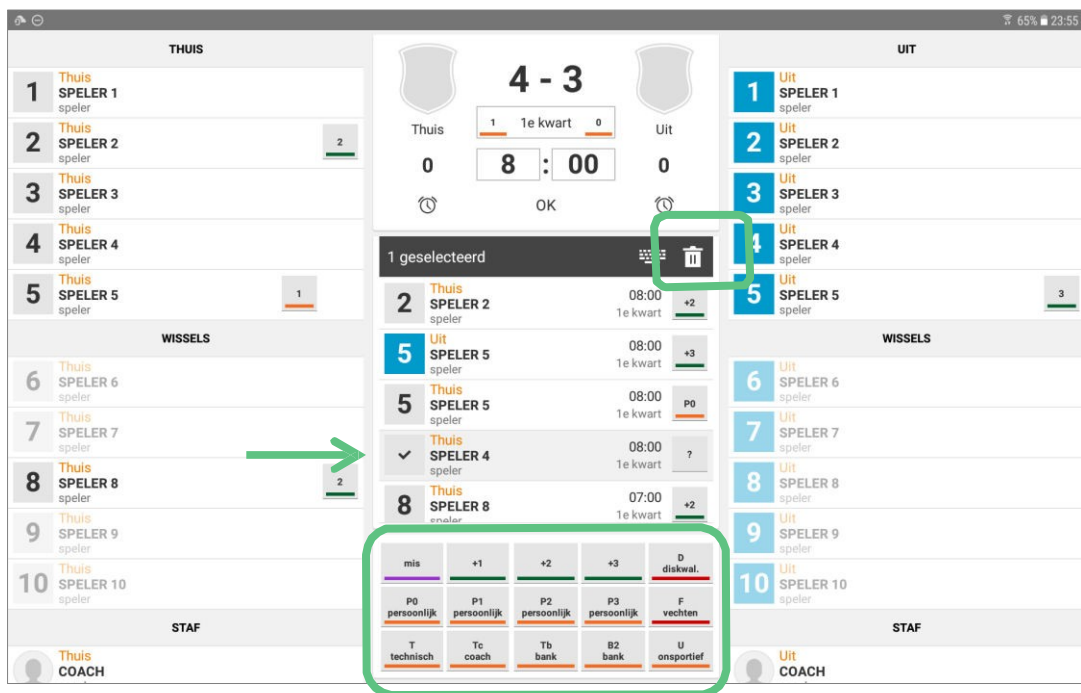 65% 23:55
THUIS
1 Thuis
SPELER 1
speler
2 Thuis
SPELER 2
speler
2
3 Thuis
SPELER 3
speler
4 Thuis
SPELER 4
speler
5 Thuis
SPELER 5
speler
1
WISSELS
6 Thuis
SPELER 6
speler
7 Thuis
SPELER 7
speler
8 Thuis
SPELER 8
speler
2
9 Thuis
SPELER 9
speler
10 Thuis
SPELER 10
speler
STAF
Thuis
COACH
4 - 3
Thuis
1 1e kwart 0
Uit
0
8 : 00
0
OK
1 geselecteerd
2 Thuis
SPELER 2
speler
08:00
1e kwart
+2
5 Uit
SPELER 5
speler
08:00
1e kwart
+3
5 Thuis
SPELER 5
speler
08:00
1e kwart
P0
Thuis
SPELER 4
speler
08:00
1e kwart
?
8 Thuis
SPELER 8
speler
07:00
1e kwart
+2
mis
+1
+2
+3
D
diskwal.
P0
persoonlijk
P1
persoonlijk
P2
persoonlijk
P3
persoonlijk
F
vechten
T
technisch
Tc
coach
Tb
bank
B2
bank
U
onsportief
UIT
1 Uit
SPELER 1
speler
2 Uit
SPELER 2
speler
3 Uit
SPELER 3
speler
4 Uit
SPELER 4
speler
5 Uit
SPELER 5
speler
3
WISSELS
6 Uit
SPELER 6
speler
7 Uit
SPELER 7
speler
8 Uit
SPELER 8
speler
9 Uit
SPELER 9
speler
10 Uit
SPELER 10
speler
STAF
Uit
COACH